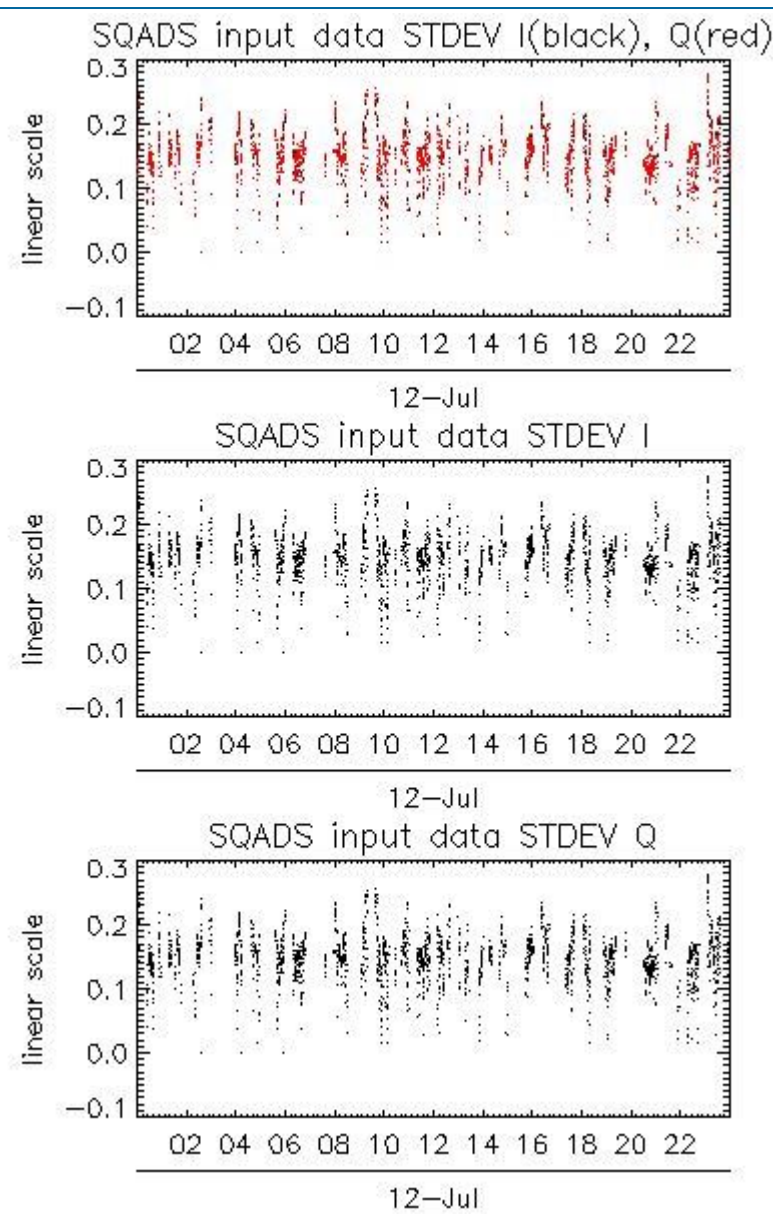 SQADS input data STDEV I(black), Q(red)
0.3
0.2
0.1
0.0
−0.1
linear scale
02 04 06 08 10 12 14 16 18 20 22
12−Jul
SQADS input data STDEV I
0.3
0.2
0.1
0.0
−0.1
linear scale
02 04 06 08 10 12 14 16 18 20 22
12−Jul
SQADS input data STDEV Q
0.3
0.2
0.1
0.0
−0.1
linear scale
02 04 06 08 10 12 14 16 18 20 22
12−Jul